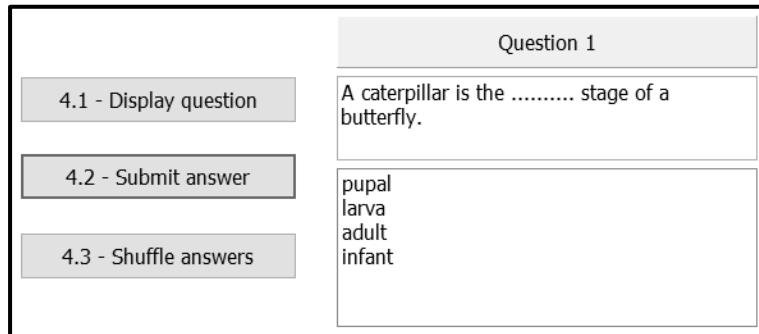 Question 1
4.1 - Display question
A caterpillar is the .......... stage of a
butterfly.
4.2 - Submit answer
pupal
larva
adult
infant
4.3 - Shuffle answers